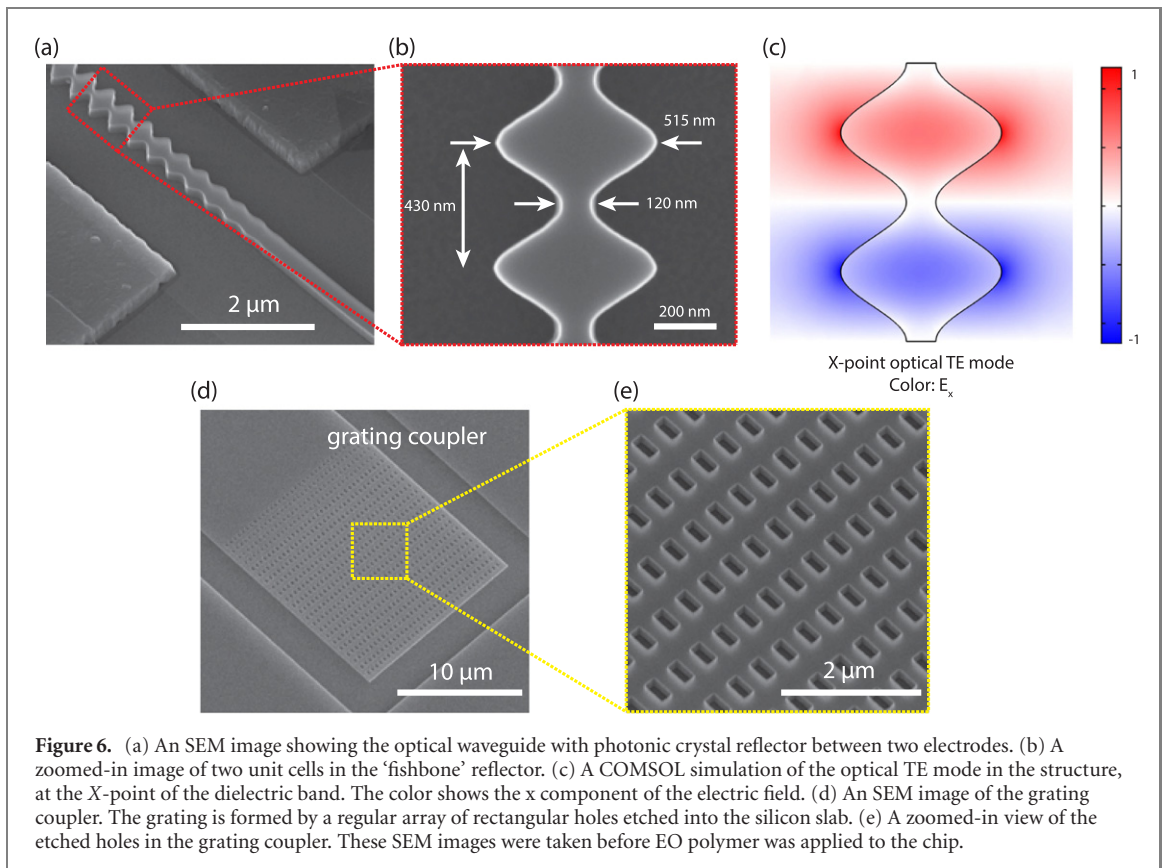 (a)
(b)
(c)
515 nm
430 nm
120 nm
2 μm
200 nm
1
-1
X-point optical TE mode
Color: Eₓ
(d)
(e)
grating coupler
10 μm
2 μm
Figure 6. (a) An SEM image showing the optical waveguide with photonic crystal reflector between two electrodes. (b) A
zoomed-in image of two unit cells in the ‘fishbone’ reflector. (c) A COMSOL simulation of the optical TE mode in the structure,
at the X-point of the dielectric band. The color shows the x component of the electric field. (d) An SEM image of the grating
coupler. The grating is formed by a regular array of rectangular holes etched into the silicon slab. (e) A zoomed-in view of the
etched holes in the grating coupler. These SEM images were taken before EO polymer was applied to the chip.